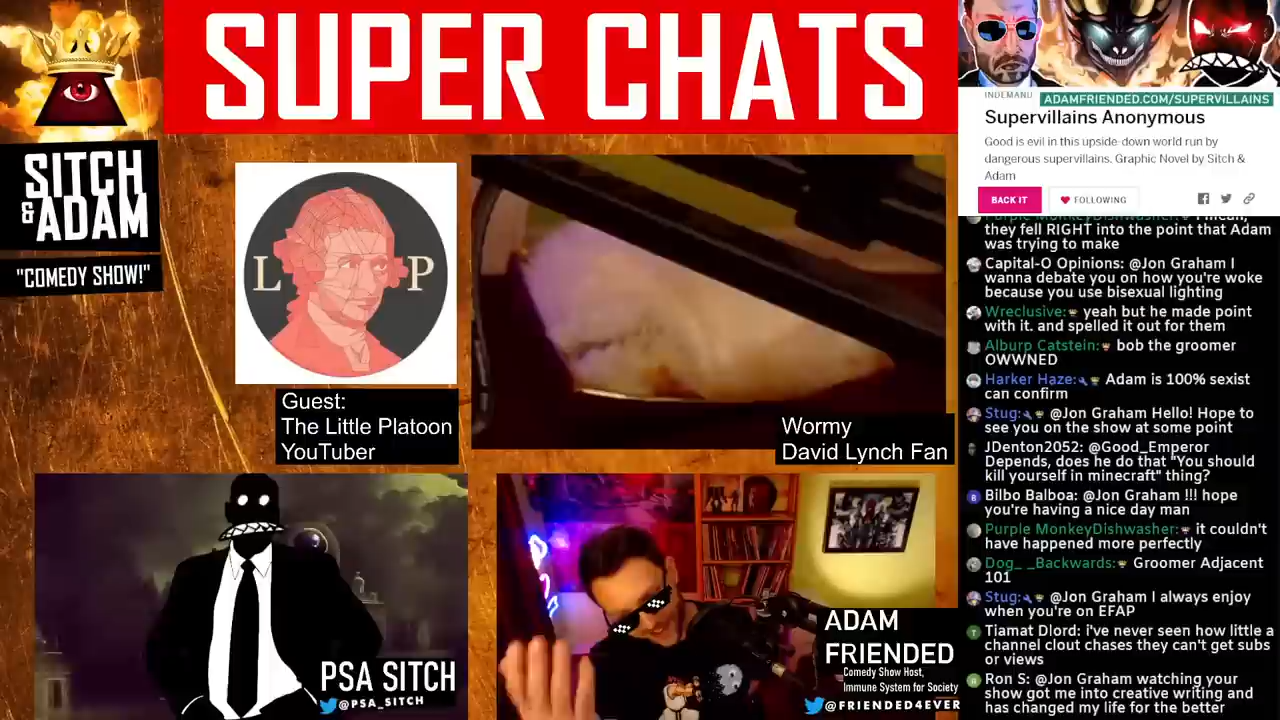 SUPER CHATS
SITCH
& ADAM
"COMEDY SHOW!"
L P
Guest:
The Little Platoon
YouTuber
Wormy
David Lynch Fan
PSA SITCH
@PSA_SITCH
ADAM
FRIENDED
Comedy Show Host,
Immune System for Society
@FRIENDED4EVER
INDEMAND
ADAMFRIENDED.COM/SUPERVILLAINS
Supervillains Anonymous
Good is evil in this upside-down world run by
dangerous supervillains. Graphic Novel by Sitch &
Adam
BACK IT
FOLLOWING
Purple MonkeyDishwasher: I mean,
they fell RIGHT into the point that Adam
was trying to make
Capital-O Opinions: @Jon Graham I
wanna debate you on how you're woke
because you use bisexual lighting
Wreclusive: yeah but he made point
with it. and spelled it out for them
Alburp Catstein: bob the groomer
OWWNED
Harker Haze: Adam is 100% sexist
can confirm
Stug: @Jon Graham Hello! Hope to
see you on the show at some point
JDenton2052: @Good_Emperor
Depends, does he do that "You should
kill yourself in minecraft" thing?
Bilbo Balboa: @Jon Graham !!! hope
you're having a nice day man
Purple MonkeyDishwasher: it couldn't
have happened more perfectly
Dog_ _Backwards: Groomer Adjacent
101
Stug: @Jon Graham I always enjoy
when you're on EFAP
Tiamat Dlord: i've never seen how little a
channel clout chases they can't get subs
or views
Ron S: @Jon Graham watching your
show got me into creative writing and
has changed my life for the better